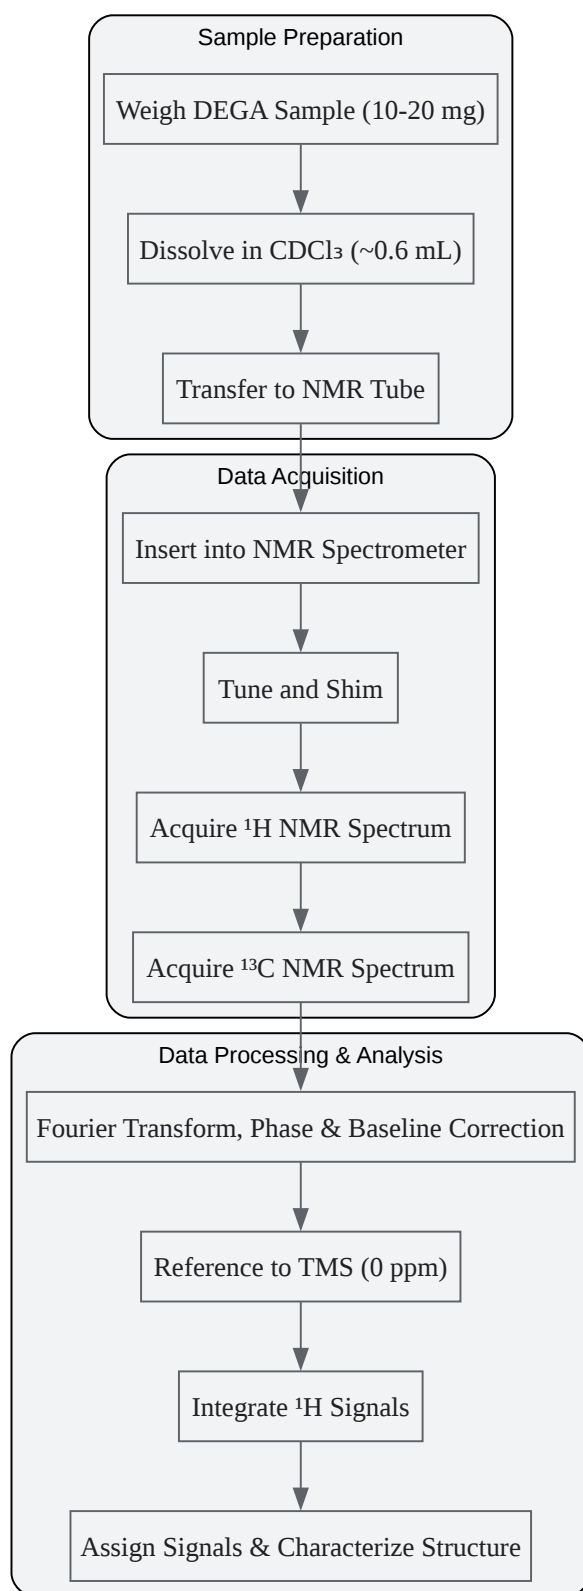 Sample Preparation
Weigh DEGA Sample (10-20 mg)
Dissolve in CDCl₃ (~0.6 mL)
Transfer to NMR Tube
Data Acquisition
Insert into NMR Spectrometer
Tune and Shim
Acquire ¹H NMR Spectrum
Acquire ¹³C NMR Spectrum
Data Processing & Analysis
Fourier Transform, Phase & Baseline Correction
Reference to TMS (0 ppm)
Integrate ¹H Signals
Assign Signals & Characterize Structure